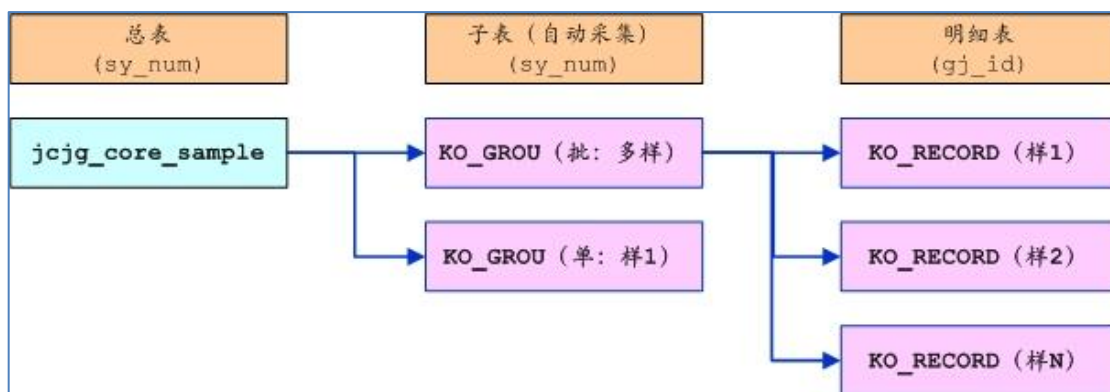 总表
(sy_num)
子表（自动采集）
(sy_num)
明细表
(gj_id)
jcjg_core_sample
KO_GROU（批: 多样）
KO_RECORD（样1）
KO_GROU（单: 样1）
KO_RECORD（样2）
KO_RECORD（样N）